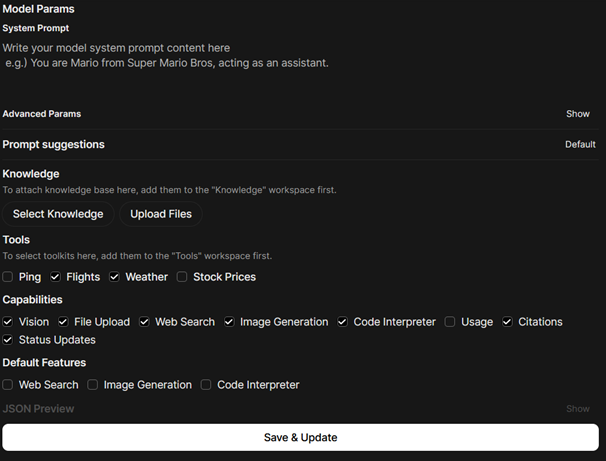 Model Params
System Prompt
Write your model system prompt content here
e.g.) You are Mario from Super Mario Bros, acting as an assistant.
Advanced Params Show
Prompt suggestions Default
Knowledge
To attach knowledge base here, add them to the "Knowledge" workspace first.
Select Knowledge Upload Files
Tools
To select toolkits here, add them to the "Tools" workspace first.
Ping Flights Weather Stock Prices
Capabilities
Vision File Upload Web Search Image Generation Code Interpreter Usage Citations
Status Updates
Default Features
Web Search Image Generation Code Interpreter
JSON Preview Show
Save & Update